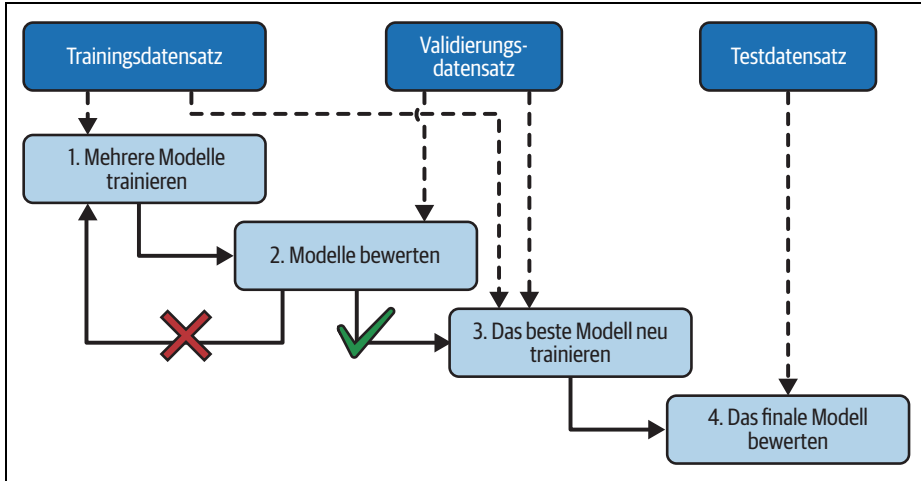 Trainingsdatensatz
Validierungs-
datensatz
Testdatensatz
1. Mehrere Modelle
trainieren
2. Modelle bewerten
3. Das beste Modell neu
trainieren
4. Das finale Modell
bewerten